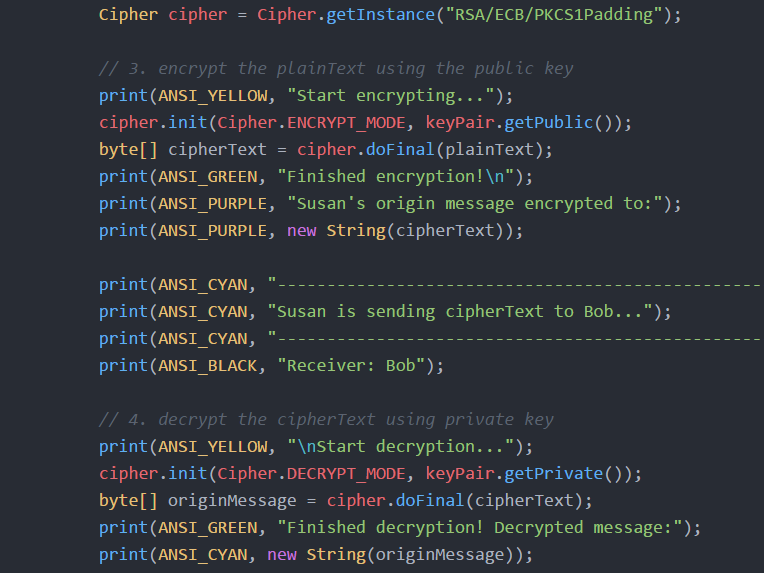 Cipher cipher = Cipher.getInstance("RSA/ECB/PKCS1Padding");
// 3. encrypt the plainText using the public key
print(ANSI_YELLOW, "Start encrypting...");
cipher.init(Cipher.ENCRYPT_MODE, keyPair.getPublic());
byte[] cipherText = cipher.doFinal(plainText);
print(ANSI_GREEN, "Finished encryption!\n");
print(ANSI_PURPLE, "Susan's origin message encrypted to:");
print(ANSI_PURPLE, new String(cipherText));
print(ANSI_CYAN, "-------------------------------------------------
print(ANSI_CYAN, "Susan is sending cipherText to Bob...");
print(ANSI_CYAN, "-------------------------------------------------
print(ANSI_BLACK, "Receiver: Bob");
// 4. decrypt the cipherText using private key
print(ANSI_YELLOW, "\nStart decryption...");
cipher.init(Cipher.DECRYPT_MODE, keyPair.getPrivate());
byte[] originMessage = cipher.doFinal(cipherText);
print(ANSI_GREEN, "Finished decryption! Decrypted message:");
print(ANSI_CYAN, new String(originMessage));